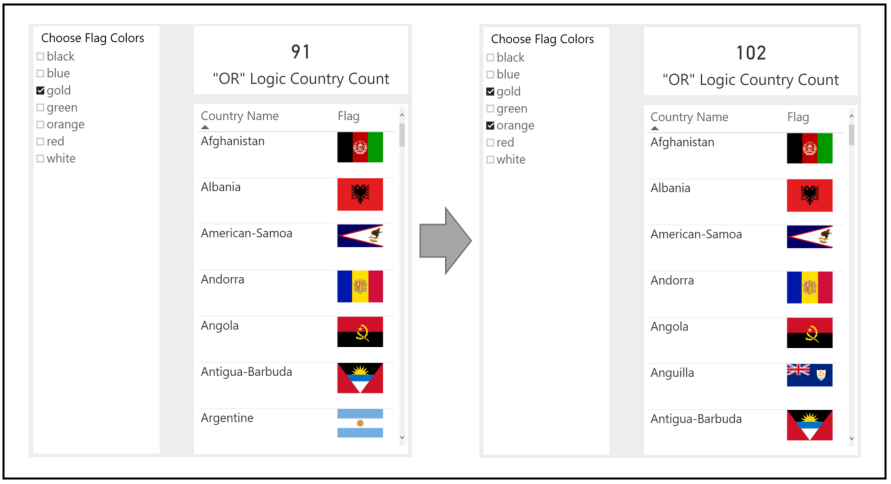 Choose Flag Colors
black
blue
gold
green
orange
red
white
91
"OR" Logic Country Count
Country Name Flag
Afghanistan
Albania
American-Samoa
Andorra
Angola
Antigua-Barbuda
Argentine
Choose Flag Colors
black
blue
gold
green
orange
red
white
102
"OR" Logic Country Count
Country Name Flag
Afghanistan
Albania
American-Samoa
Andorra
Angola
Anguilla
Antigua-Barbuda